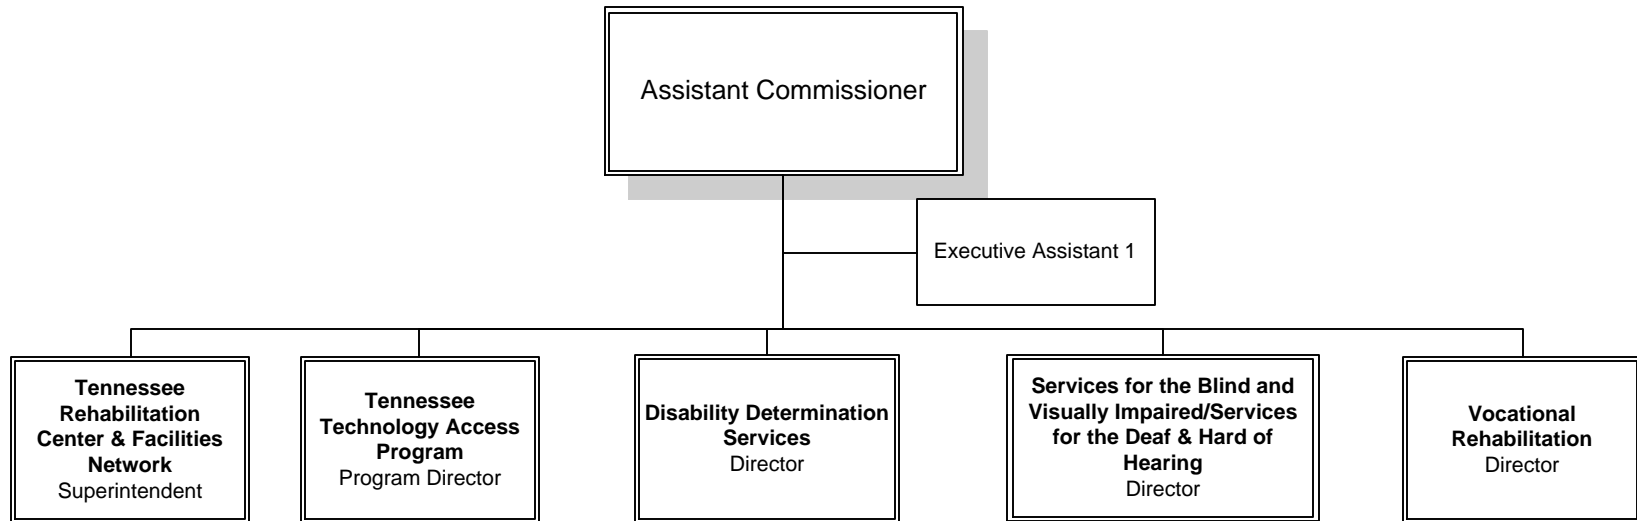 Assistant Commissioner
Executive Assistant 1
Tennessee
Rehabilitation
Center & Facilities
Network
Superintendent
Tennessee
Technology Access
Program
Program Director
Disability Determination
Services
Director
Services for the Blind and
Visually Impaired/Services
for the Deaf & Hard of
Hearing
Director
Vocational
Rehabilitation
Director